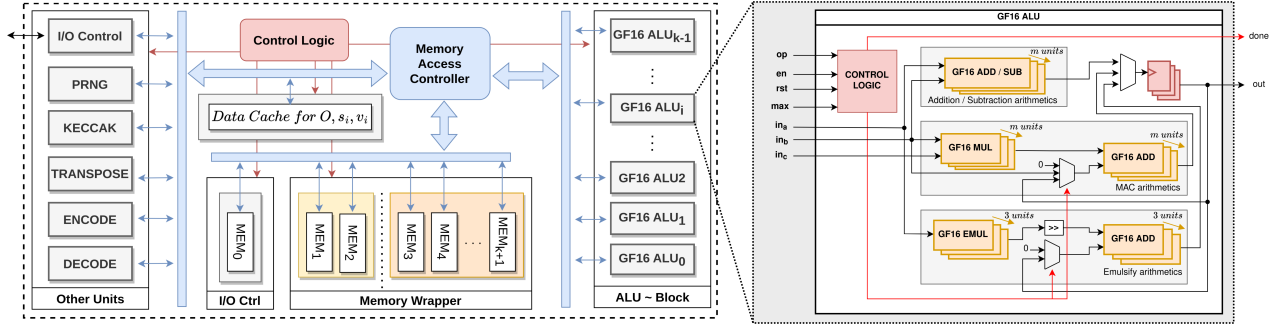 I/O Control
PRNG
KECCAK
TRANSPOSE
ENCODE
DECODE
Other Units
Control Logic
Memory
Access
Controller
Data Cache for O, s_i, v_i
MEM_0
I/O Ctrl
MEM_1
MEM_2
MEM_3
MEM_4
...
MEM_{t+1}
Memory Wrapper
GF16 ALU_{k-1}
⋮
GF16 ALU_i
⋮
GF16 ALU2
GF16 ALU_1
GF16 ALU_0
ALU ~ Block
GF16 ALU
op
en
rst
max
in_a
in_b
in_c
CONTROL
LOGIC
m units
GF16 ADD / SUB
Addition / Subtraction arithmetics
m units
GF16 MUL
0
m units
GF16 ADD
MAC arithmetics
3 units
GF16 EMUL
>>
0
3 units
GF16 ADD
Emulsify arithmetics
done
out